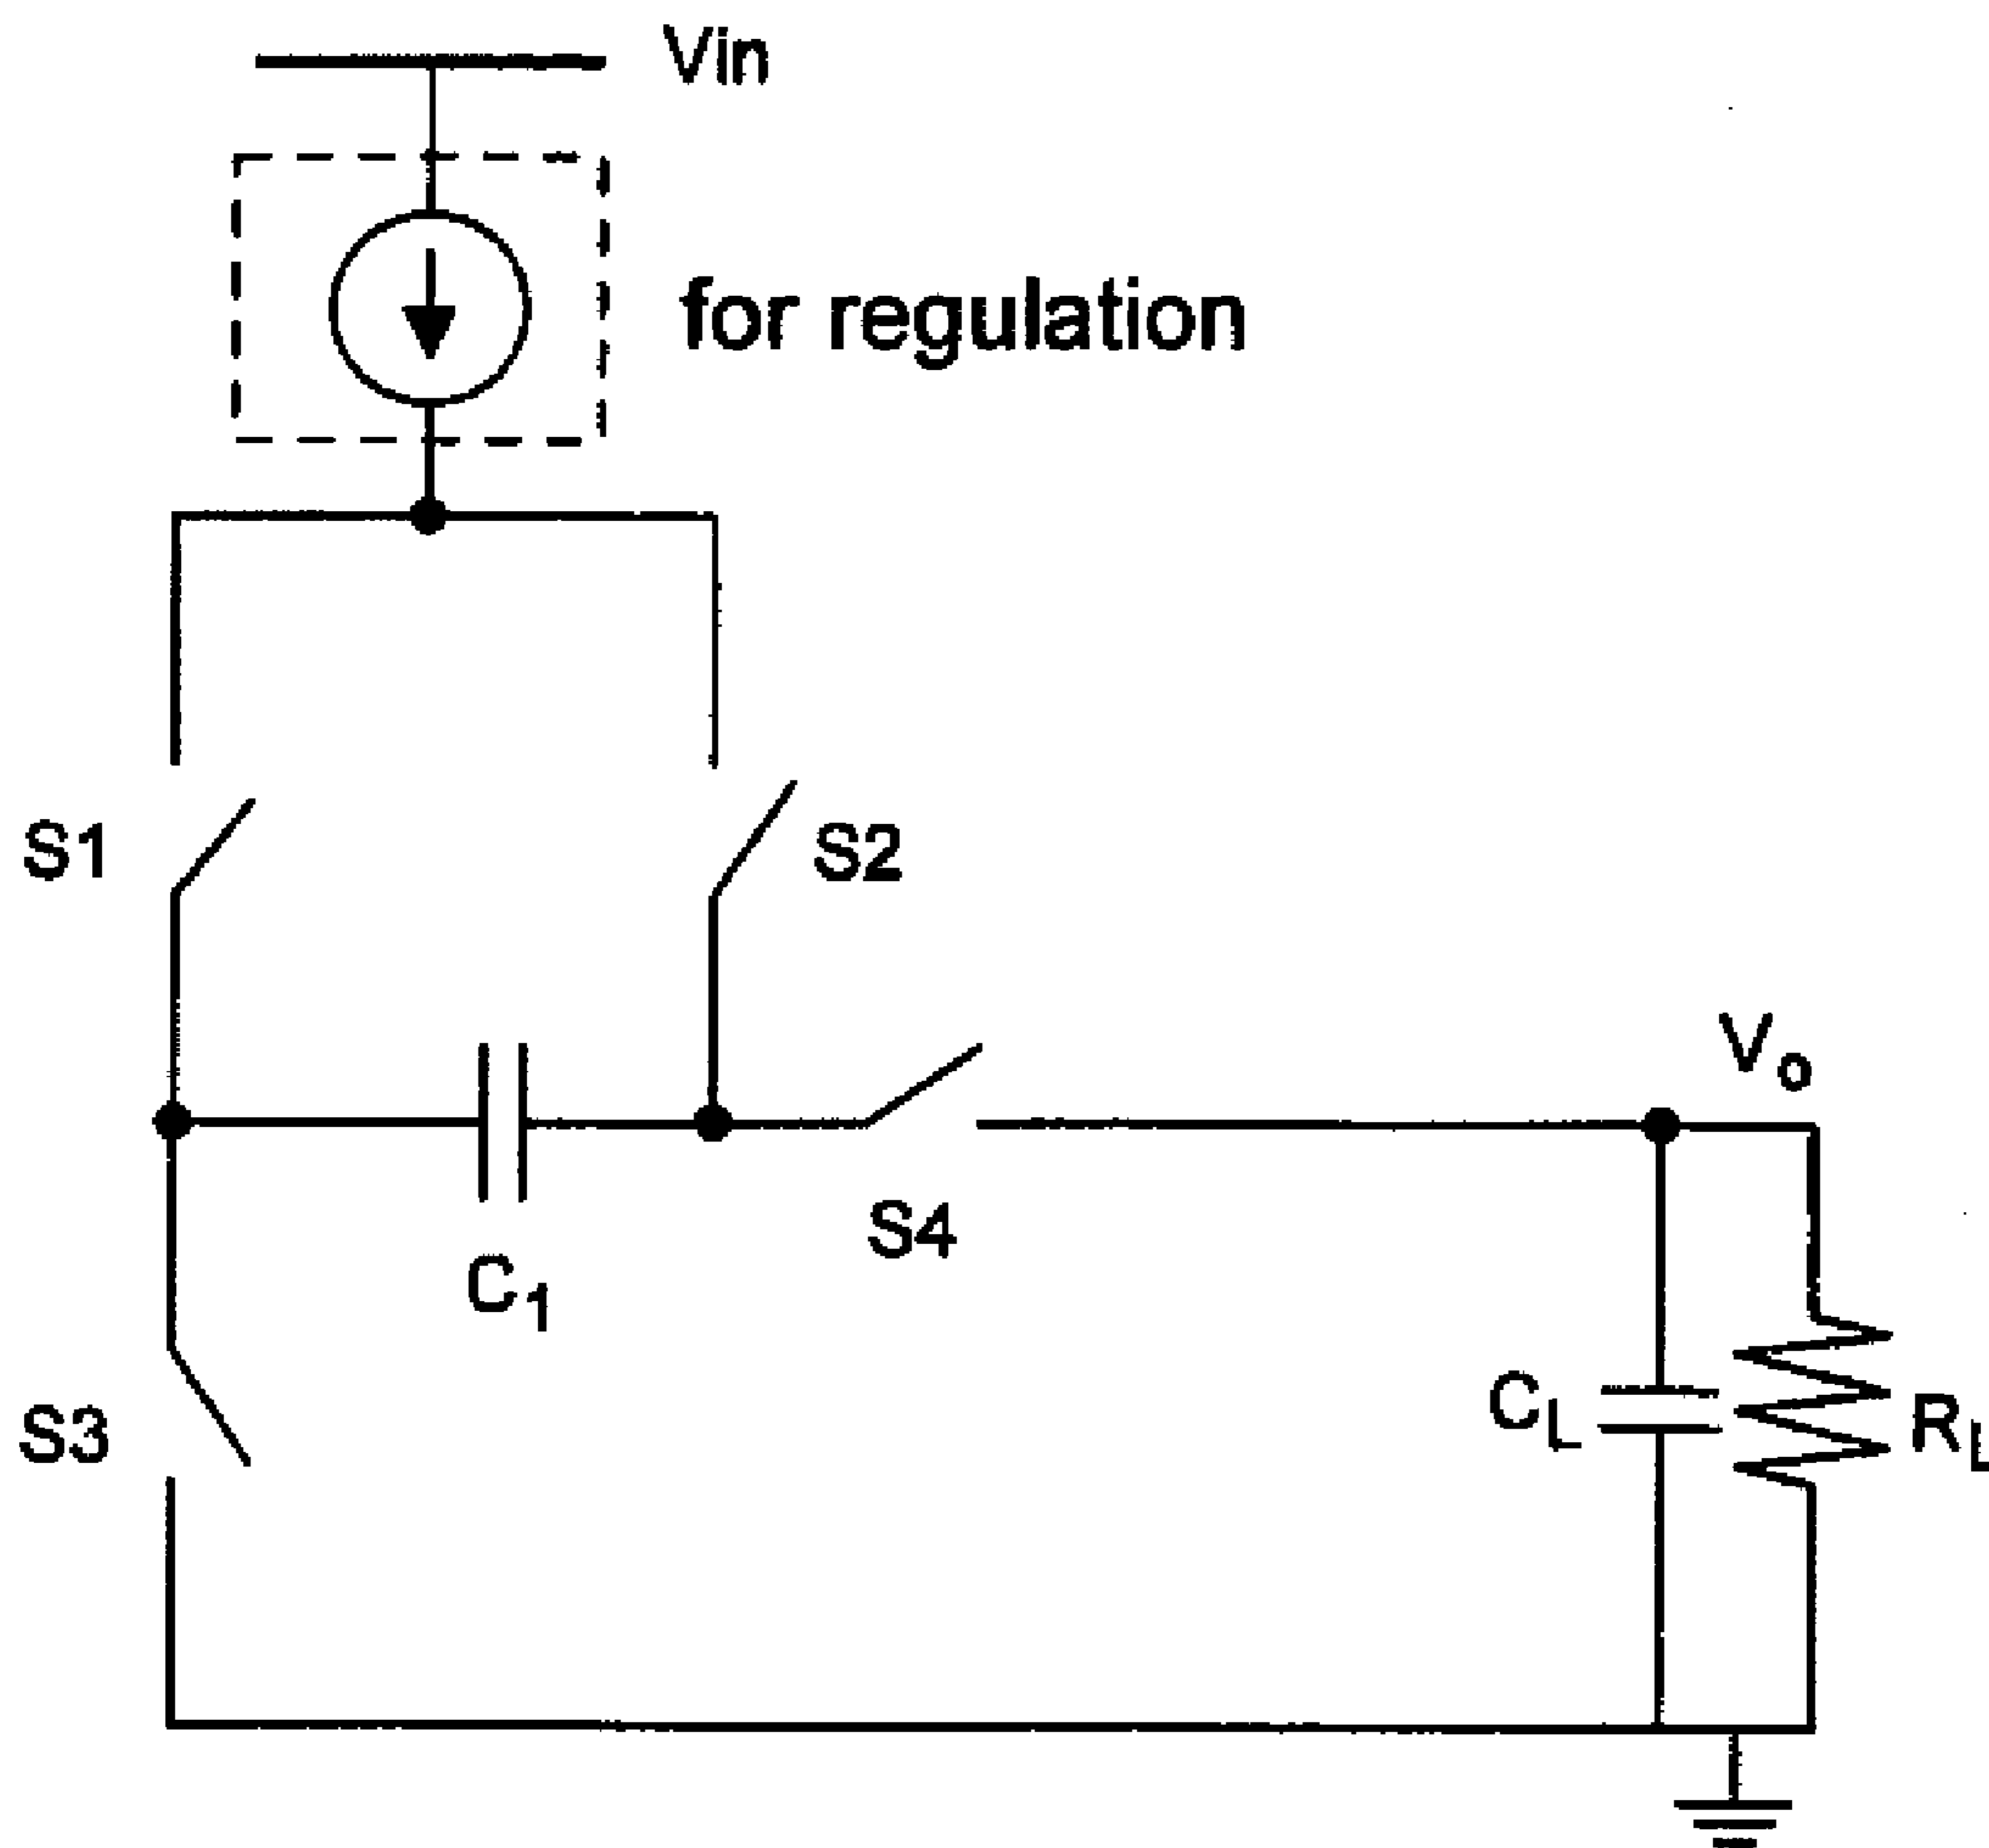 Vin
for regulation
S1
S2
Vo
S4
C1
CL
RL
S3